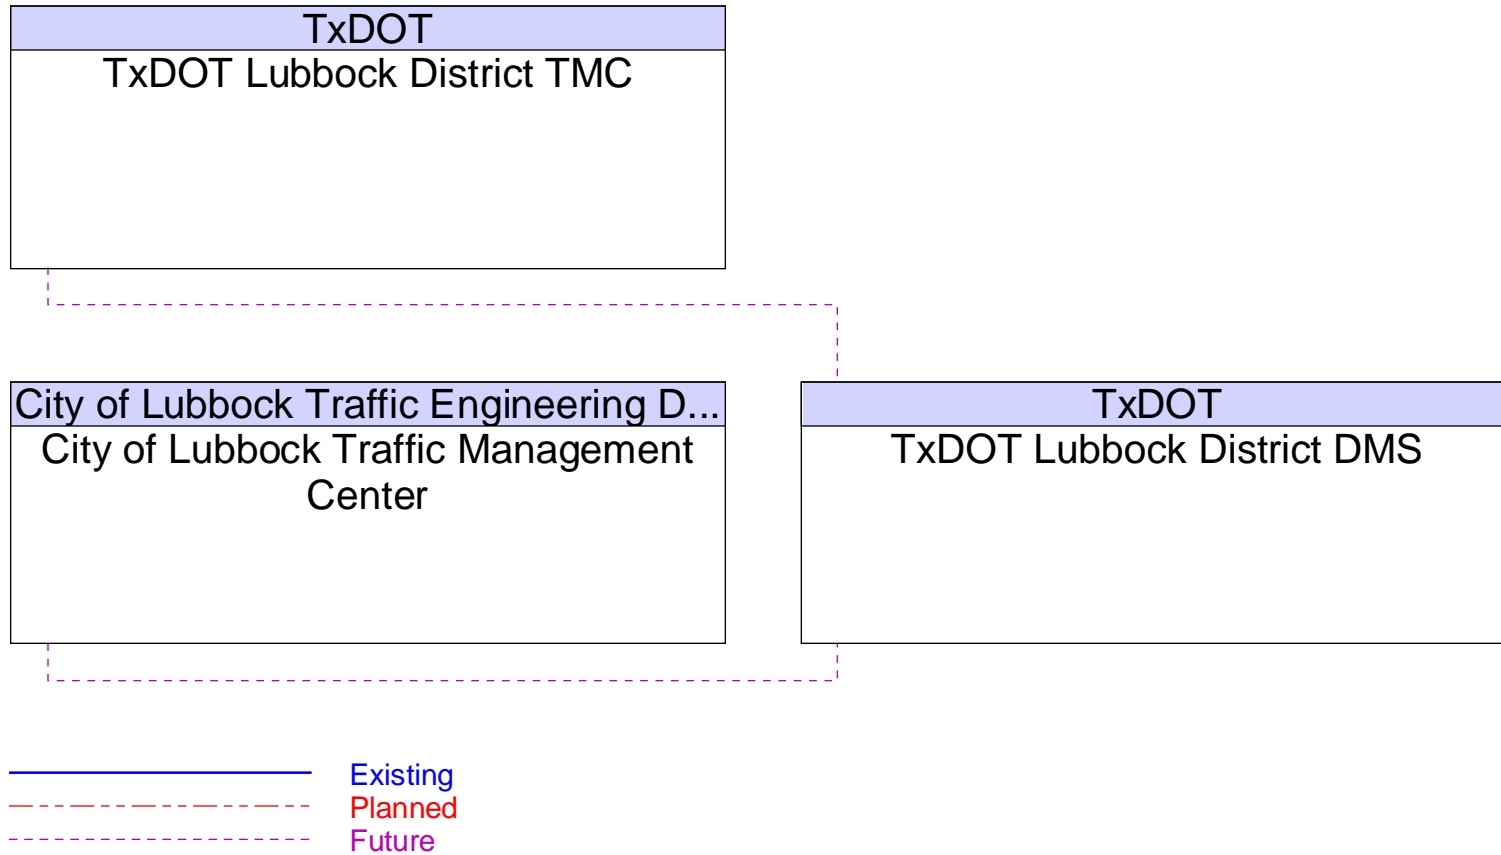 TxDOT
TxDOT Lubbock District TMC
City of Lubbock Traffic Engineering D...
City of Lubbock Traffic Management
Center
TxDOT
TxDOT Lubbock District DMS
Existing
Planned
Future